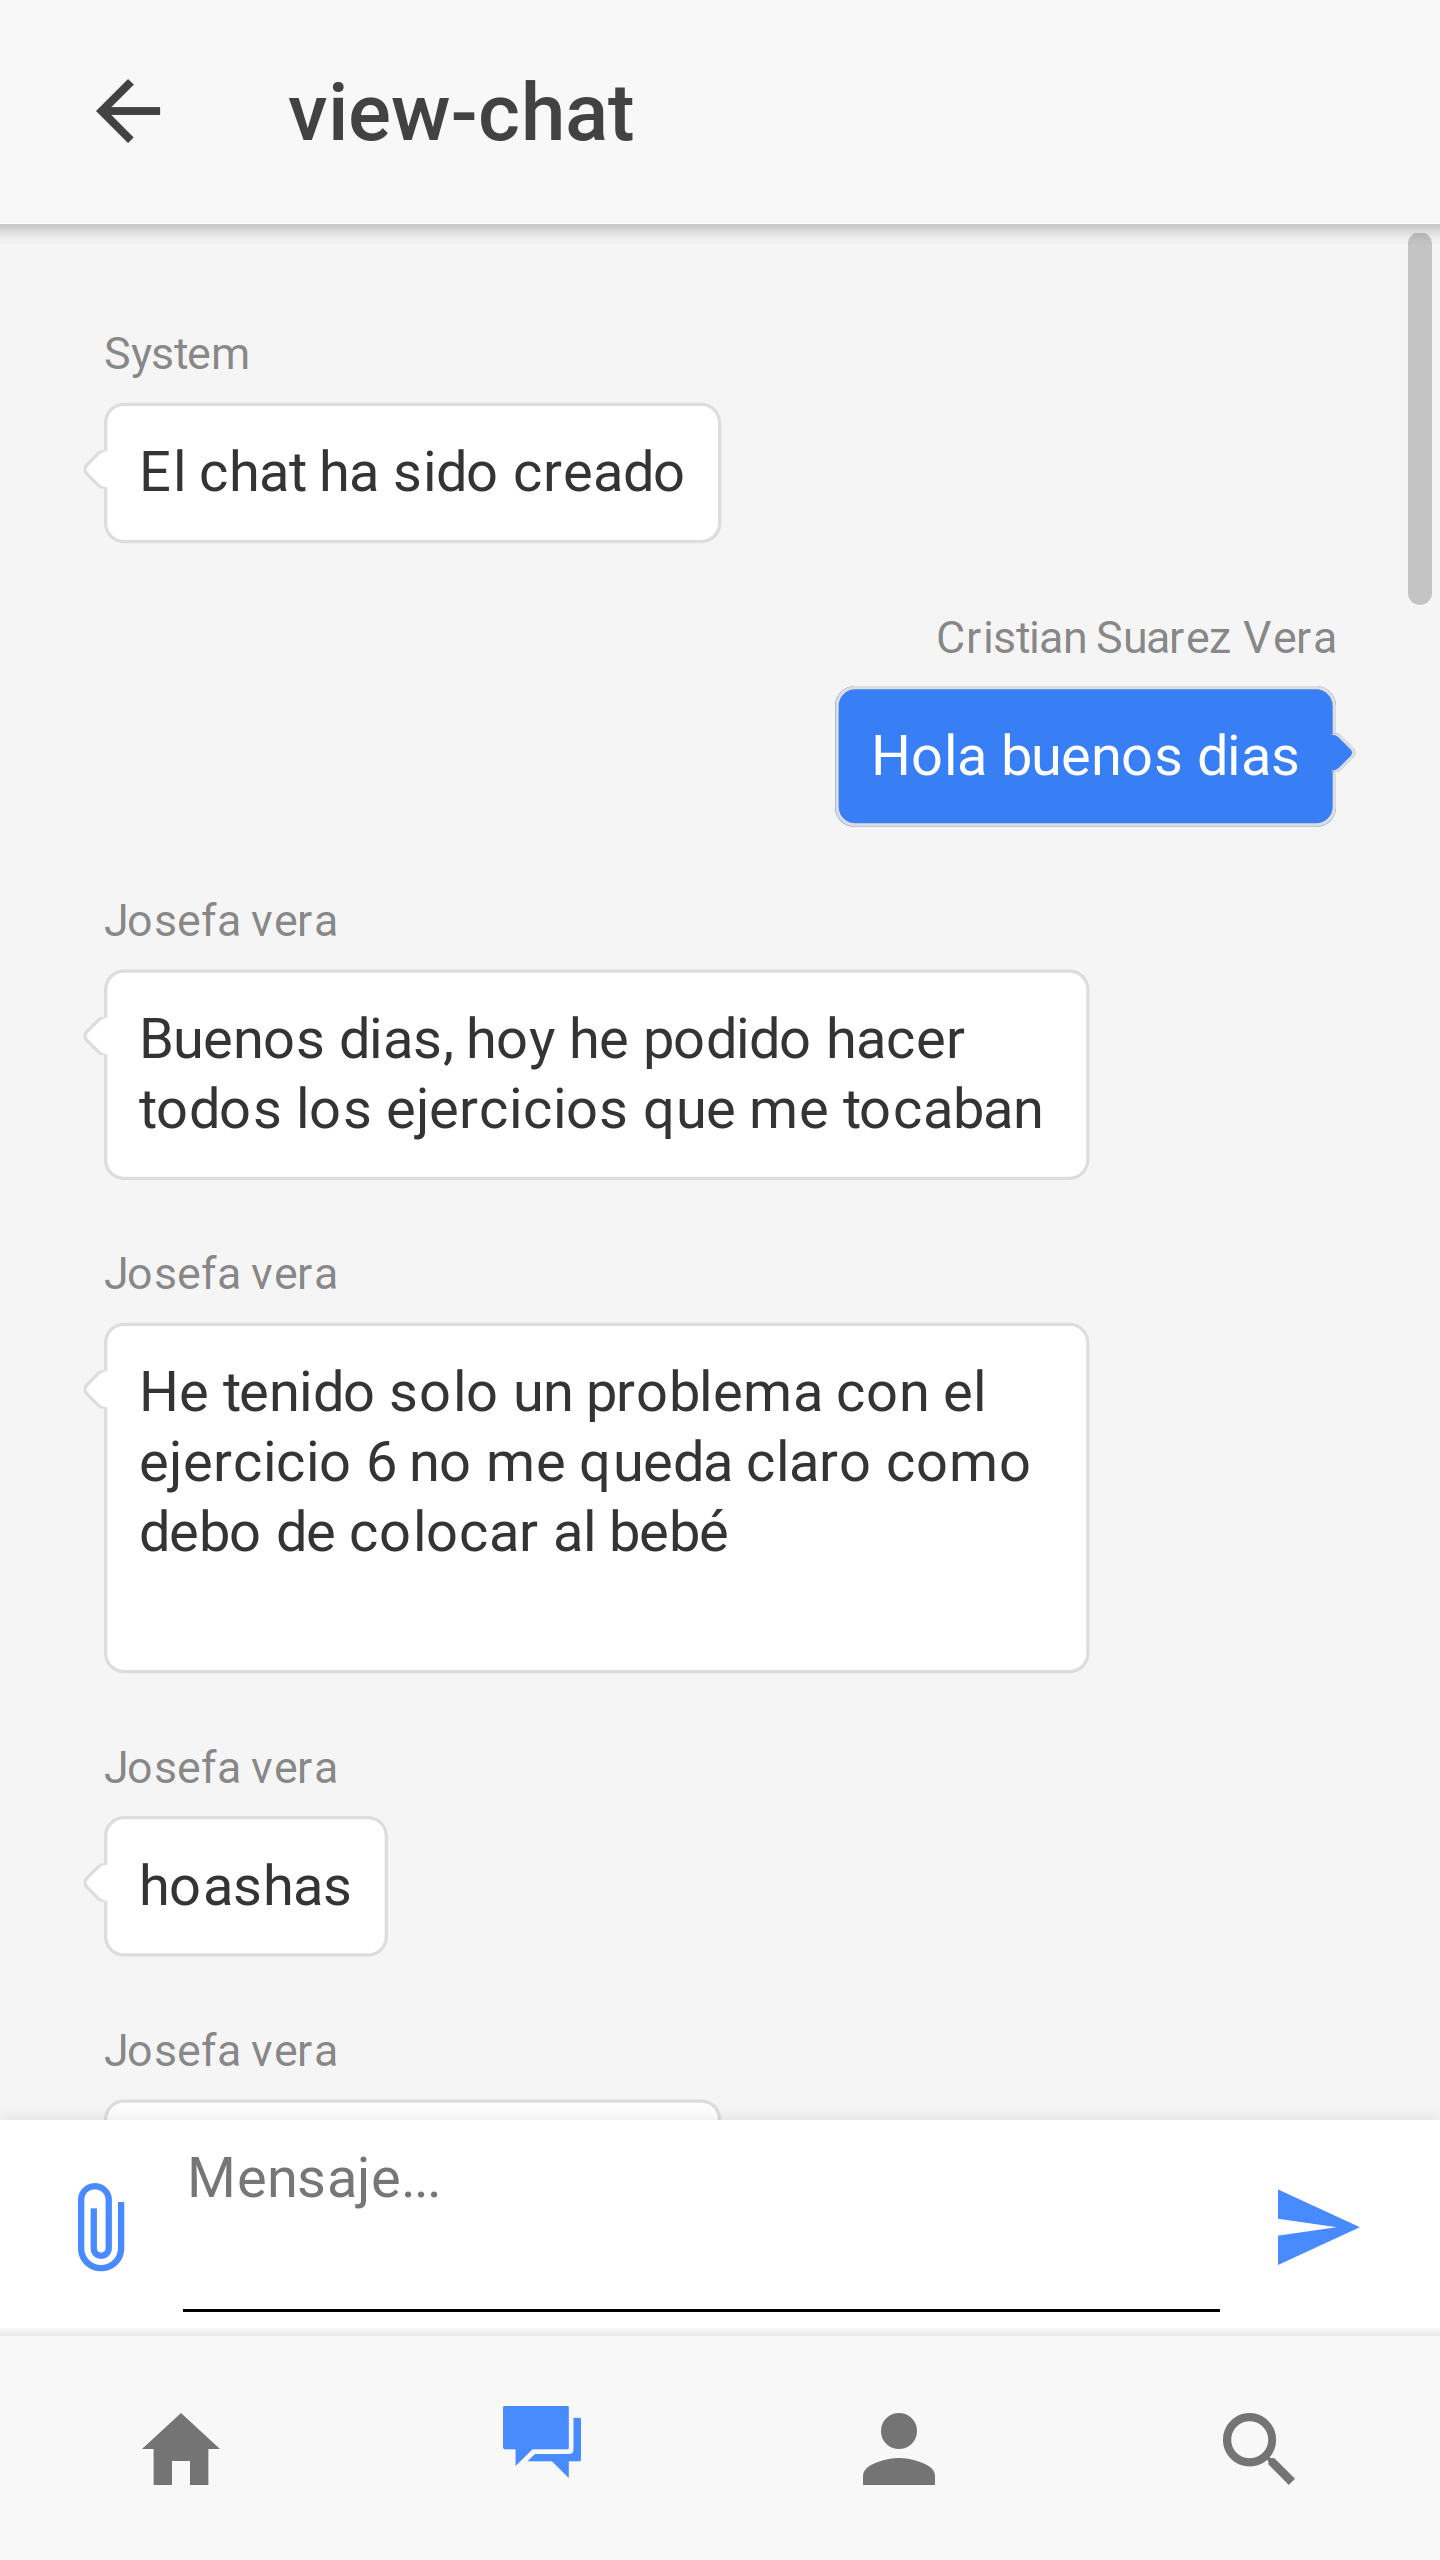 view-chat
System
El chat ha sido creado
Cristian Suarez Vera
Hola buenos dias
Josefa vera
Buenos dias, hoy he podido hacer
todos los ejercicios que me tocaban
Josefa vera
He tenido solo un problema con el
ejercicio 6 no me queda claro como
debo de colocar al bebé
Josefa vera
hoashas
Josefa vera
Mensaje...